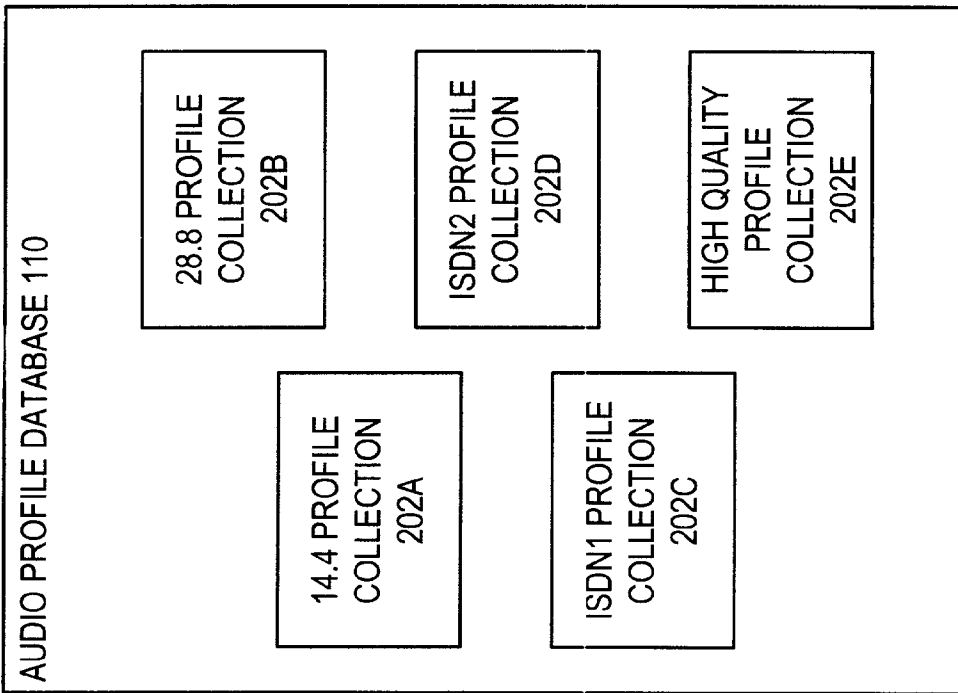 AUDIO PROFILE DATABASE 110
14.4 PROFILE
COLLECTION
202A
28.8 PROFILE
COLLECTION
202B
ISDN1 PROFILE
COLLECTION
202C
ISDN2 PROFILE
COLLECTION
202D
HIGH QUALITY
PROFILE
COLLECTION
202E